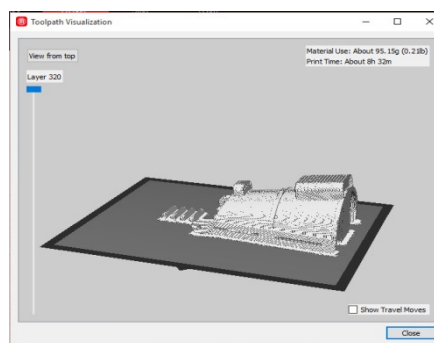 Toolpath Visualization
View from top
Material Use: About 95.15g (0.21lb)
Print Time: About 8h 32m
Layer 320
Show Travel Moves
Close